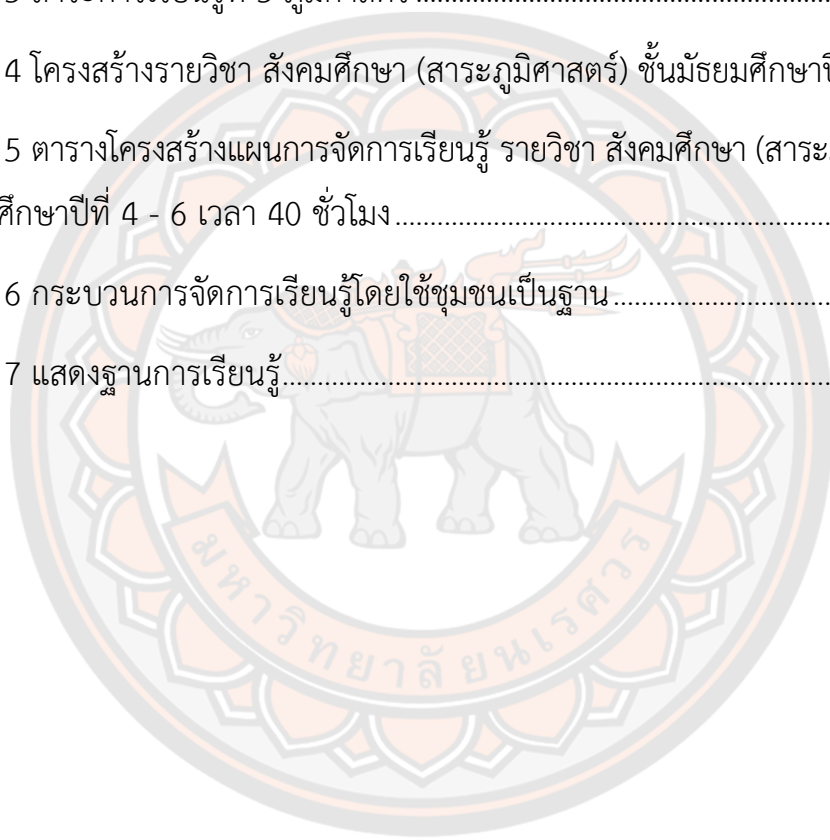 4 โครงสร้างรายวิชา สังคมศึกษา (สาระภูมิศาสตร์) ชั้นมัธยมศึกษาปี
5 ตารางโครงสร้างแผนการจัดการเรียนรู้ รายวิชา สังคมศึกษา (สาระ
ศึกษาปีที่ 4 - 6 เวลา 40 ชั่วโมง
6 กระบวนการจัดการเรียนรู้โดยใช้ชุมชนเป็นฐาน
7 แสดงฐานการเรียนรู้
มหาวิทยาลัยนเรศวร